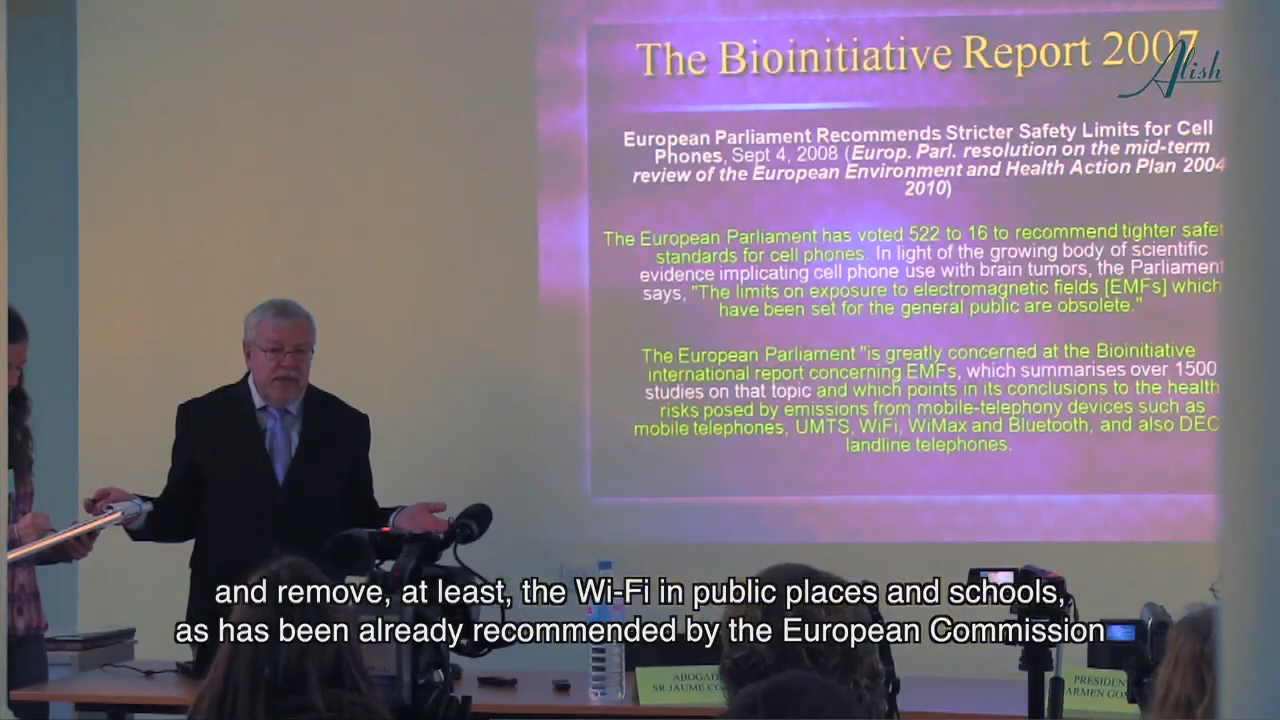 The Bioinitiative Report 2007
Alish
European Parliament Recommends Stricter Safety Limits for Cell
Phones, Sept 4, 2008 (Europ. Parl. resolution on the mid-term
review of the European Environment and Health Action Plan 2004
2010)
The European Parliament has voted 522 to 16 to recommend tighter safet
standards for cell phones. In light of the growing body of scientific
evidence implicating cell phone use with brain tumors, the Parliament
says, "The limits on exposure to electromagnetic fields [EMFs] which
have been set for the general public are obsolete."
The European Parliament "is greatly concerned at the Bioinitiative
international report concerning EMFs, which summarises over 1500
studies on that topic and which points in its conclusions to the health
risks posed by emissions from mobile-telephony devices such as
mobile telephones, UMTS, WiFi, WiMax and Bluetooth, and also DEC
landline telephones.
and remove, at least, the Wi-Fi in public places and schools,
as has been already recommended by the European Commission
ABOGA
SR.JAUME
PRESIDEN
ARMEN GO